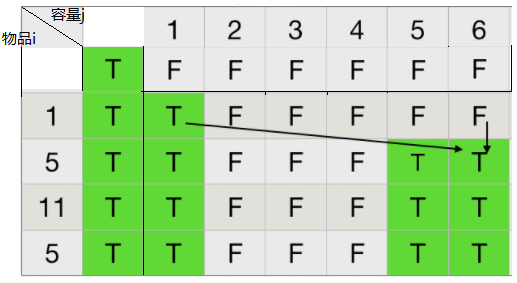 容量j
物品i
1 2 3 4 5 6
T F F F F F F
1 T T F F F F F
5 T T F F F T T
11 T T F F F T T
5 T T F F F T T